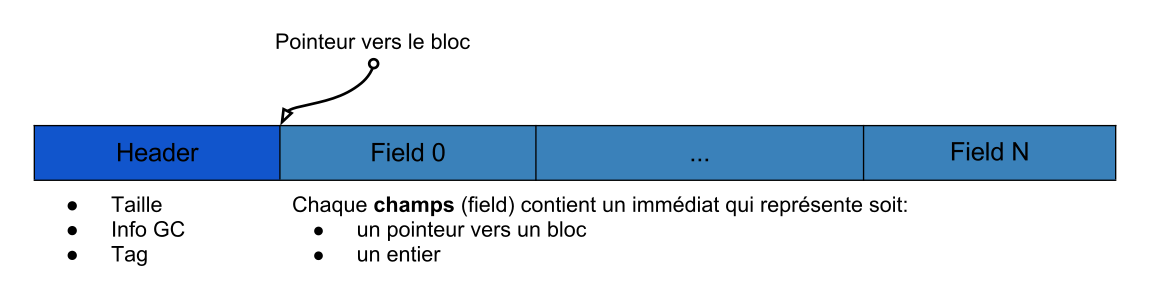 Pointeur vers le bloc
Header
Field 0
...
Field N
● Taille
● Info GC
● Tag
Chaque champs (field) contient un immédiat qui représente soit:
● un pointeur vers un bloc
● un entier